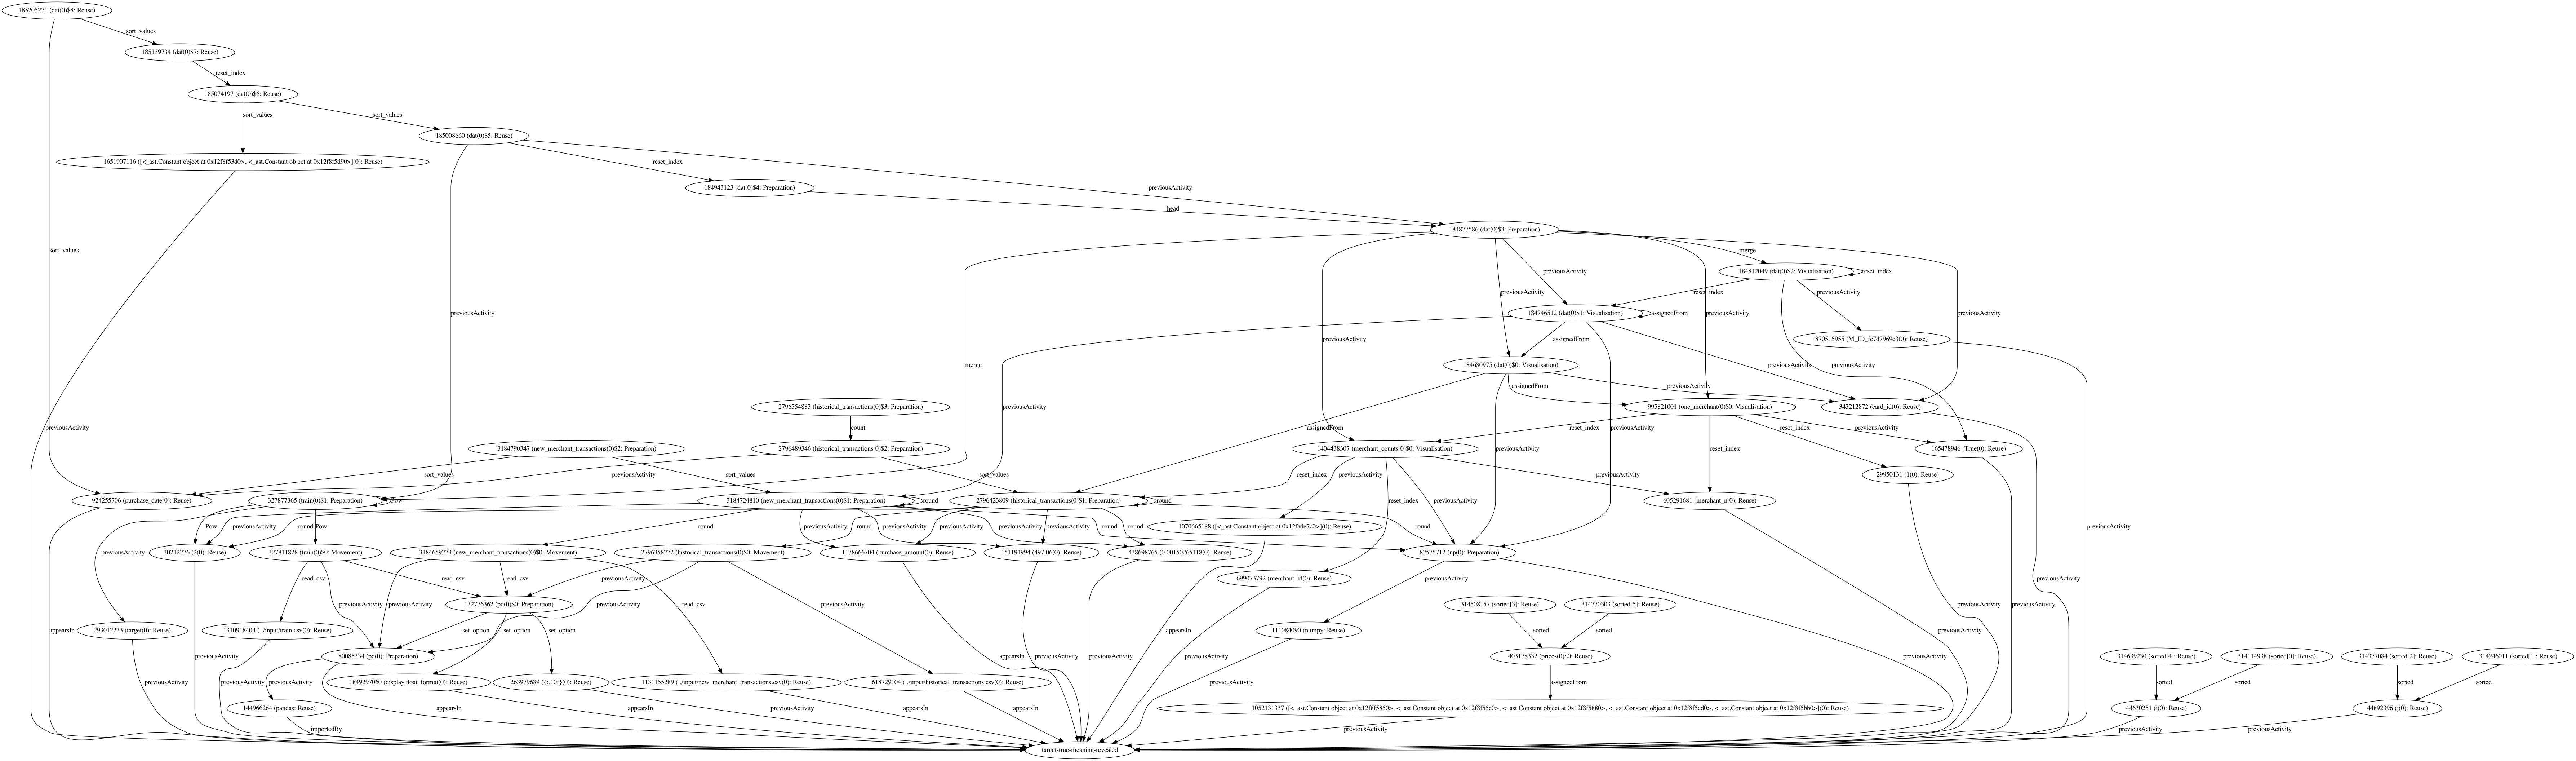 185205271 (dat(0)$8: Reuse)
sort_values
185139734 (dat(0)$7: Reuse)
reset_index
185074197 (dat(0)$6: Reuse)
sort_values
sort_values
185008660 (dat(0)$5: Reuse)
1651907116 ([<_ast.Constant object at 0x12f8f53d0>, <_ast.Constant object at 0x12f8f5d90>](0): Reuse)
reset_index
184943123 (dat(0)$4: Preparation)
previousActivity
head
184877586 (dat(0)$3: Preparation)
sort_values
merge
previousActivity
184812049 (dat(0)$2: Visualisation)
reset_index
previousActivity
reset_index
previousActivity
previousActivity
previousActivity
previousActivity
184746512 (dat(0)$1: Visualisation)
assignedFrom
previousActivity
assignedFrom
870515955 (M_ID_fc7d7969c3(0): Reuse)
merge
184680975 (dat(0)$0: Visualisation)
previousActivity
previousActivity
assignedFrom
previousActivity
2796554883 (historical_transactions(0)$3: Preparation)
previousActivity
995821001 (one_merchant(0)$0: Visualisation)
343212872 (card_id(0): Reuse)
previousActivity
count
assignedFrom
previousActivity
previousActivity
reset_index
reset_index
reset_index
previousActivity
3184790347 (new_merchant_transactions(0)$2: Preparation)
2796489346 (historical_transactions(0)$2: Preparation)
1404438307 (merchant_counts(0)$0: Visualisation)
165478946 (True(0): Reuse)
sort_values
previousActivity
sort_values
sort_values
reset_index
previousActivity
previousActivity
previousActivity
29950131 (1(0): Reuse)
924255706 (purchase_date(0): Reuse)
327877365 (train(0)$1: Preparation)
Pow
3184724810 (new_merchant_transactions(0)$1: Preparation)
round
2796423809 (historical_transactions(0)$1: Preparation)
round
reset_index
605291681 (merchant_n(0): Reuse)
Pow
previousActivity
round
Pow
round
previousActivity
previousActivity
round
previousActivity
previousActivity
previousActivity
round
round
round
1070665188 ([<_ast.Constant object at 0x12fade7c0>](0): Reuse)
previousActivity
previousActivity
30212276 (2(0): Reuse)
327811828 (train(0)$0: Movement)
3184659273 (new_merchant_transactions(0)$0: Movement)
2796358272 (historical_transactions(0)$0: Movement)
1178666704 (purchase_amount(0): Reuse)
151191994 (497.06(0): Reuse)
438698765 (0.00150265118(0): Reuse)
82575712 (np(0): Preparation)
read_csv
read_csv
read_csv
previousActivity
699073792 (merchant_id(0): Reuse)
previousActivity
previousActivity
previousActivity
previousActivity
132776362 (pd(0)$0: Preparation)
previousActivity
read_csv
previousActivity
314508157 (sorted[3]: Reuse)
314770303 (sorted[5]: Reuse)
previousActivity
previousActivity
293012233 (target(0): Reuse)
1310918404 (../input/train.csv(0): Reuse)
set_option
set_option
set_option
appearsIn
appearsIn
111084090 (numpy: Reuse)
sorted
sorted
previousActivity
previousActivity
80085334 (pd(0): Preparation)
appearsIn
previousActivity
previousActivity
previousActivity
previousActivity
403178332 (prices(0)$0: Reuse)
previousActivity
314639230 (sorted[4]: Reuse)
314114938 (sorted[0]: Reuse)
314377084 (sorted[2]: Reuse)
314246011 (sorted[1]: Reuse)
previousActivity
previousActivity
previousActivity
1849297060 (display.float_format(0): Reuse)
263979689 ({:.10f}(0): Reuse)
1131155289 (../input/new_merchant_transactions.csv(0): Reuse)
618729104 (../input/historical_transactions.csv(0): Reuse)
previousActivity
assignedFrom
sorted
sorted
sorted
sorted
144966264 (pandas: Reuse)
appearsIn
appearsIn
previousActivity
appearsIn
appearsIn
1052131337 ([<_ast.Constant object at 0x12f8f5850>, <_ast.Constant object at 0x12f8f55e0>, <_ast.Constant object at 0x12f8f5880>, <_ast.Constant object at 0x12f8f5cd0>, <_ast.Constant object at 0x12f8f5bb0>](0): Reuse)
44630251 (i(0): Reuse)
44892396 (j(0): Reuse)
importedBy
previousActivity
previousActivity
previousActivity
target-true-meaning-revealed